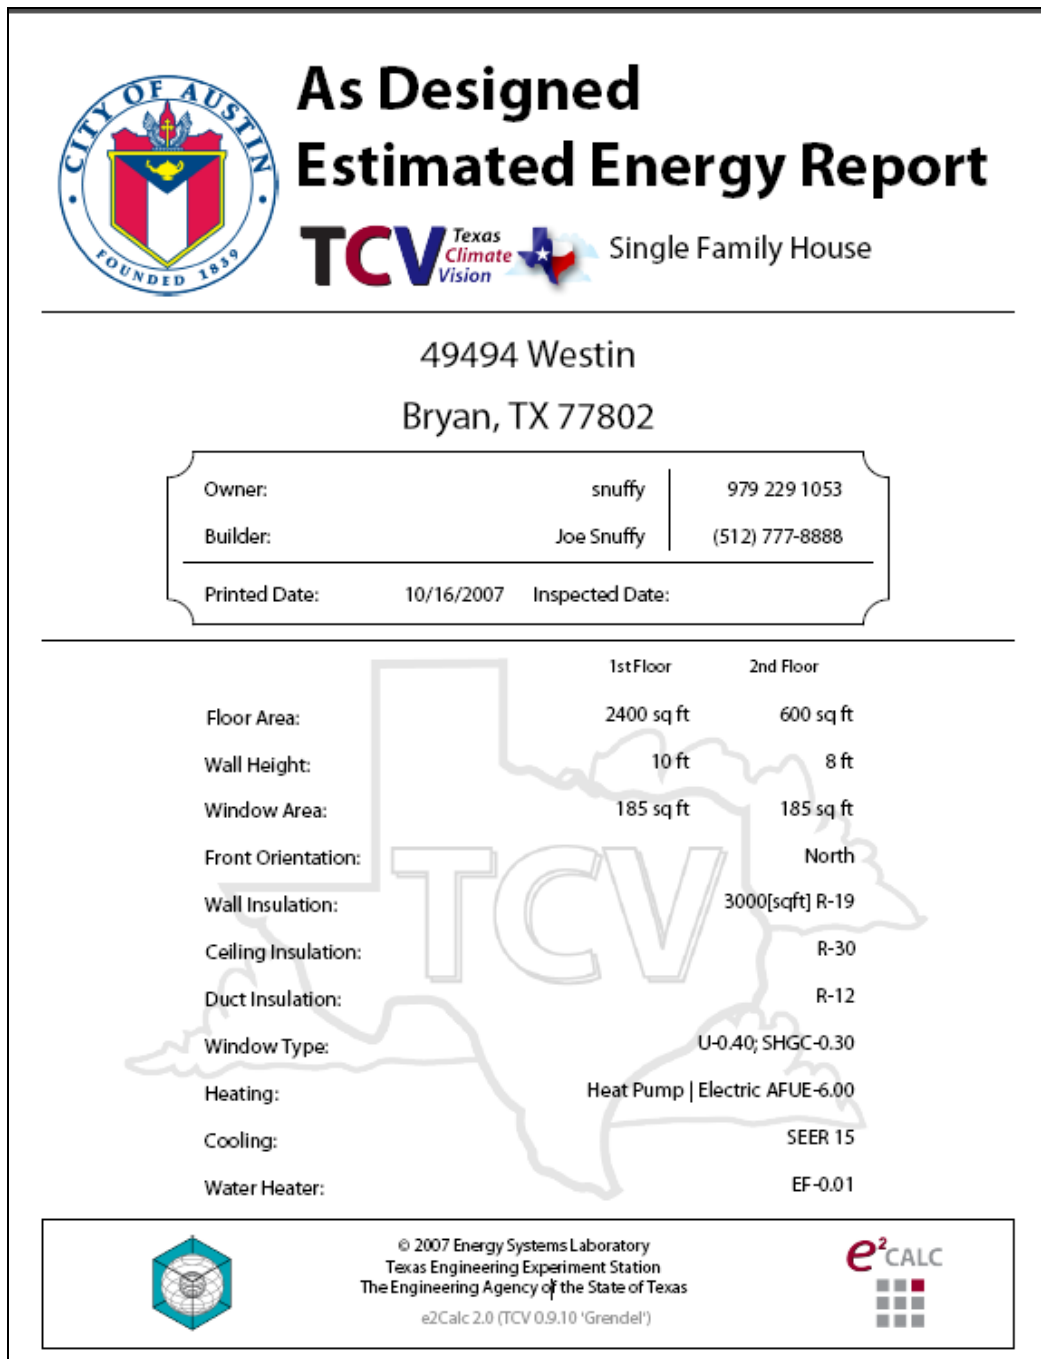 CITY OF AUSTIN
FOUNDED 1839
As Designed
Estimated Energy Report
TCV Texas Climate Vision
Single Family House
49494 Westin
Bryan, TX 77802
Owner: snuffy 979 229 1053
Builder: Joe Snuffy (512) 777-8888
Printed Date: 10/16/2007 Inspected Date:
1st Floor 2nd Floor
Floor Area: 2400 sq ft 600 sq ft
Wall Height: 10 ft 8 ft
Window Area: 185 sq ft 185 sq ft
Front Orientation: North
Wall Insulation: 3000[sqft] R-19
Ceiling Insulation: R-30
Duct Insulation: R-12
Window Type: U-0.40; SHGC-0.30
Heating: Heat Pump | Electric AFUE-6.00
Cooling: SEER 15
Water Heater: EF-0.01
TCV
© 2007 Energy Systems Laboratory
Texas Engineering Experiment Station
The Engineering Agency of the State of Texas
e2Calc 2.0 (TCV 0.9.10 'Grendel')
e²CALC